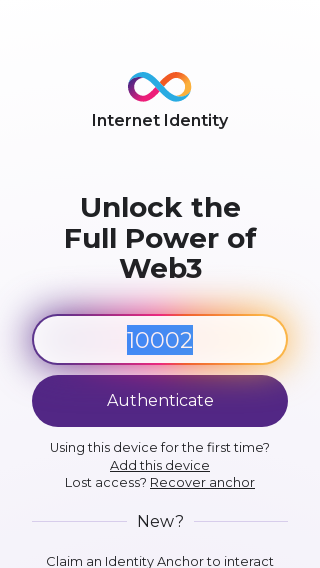 Internet Identity
Unlock the
Full Power of
Web3
10002
Authenticate
Using this device for the first time?
Add this device
Lost access? Recover anchor
New?
Claim an Identity Anchor to interact